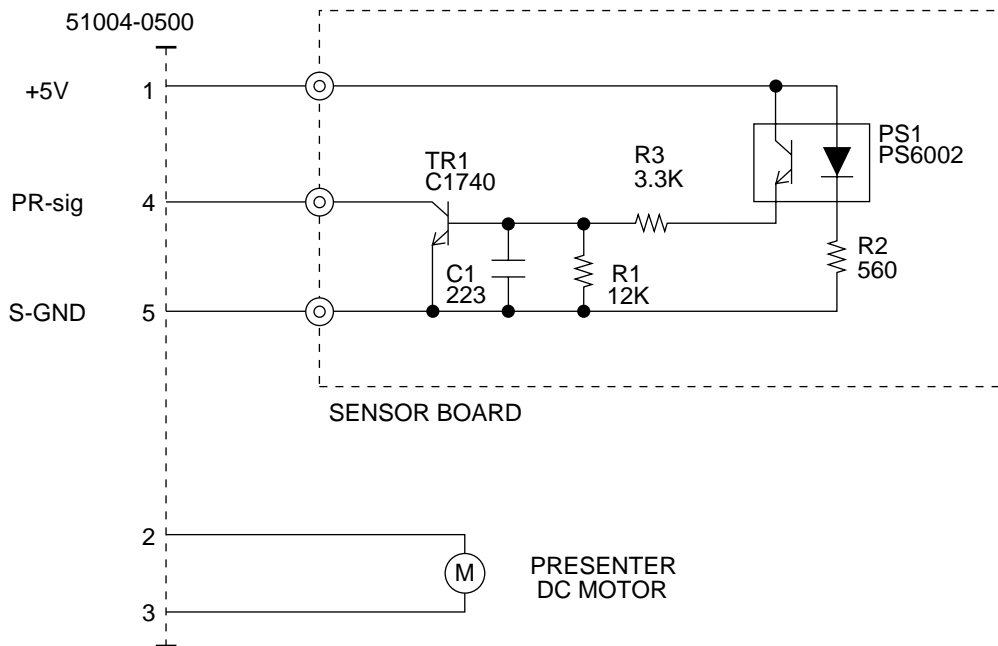 51004-0500
+5V 1
PR-sig 4
S-GND 5
TR1
C1740
C1
223
R1
12K
R3
3.3K
PS1
PS6002
R2
560
SENSOR BOARD
2
3
M
PRESENTER
DC MOTOR